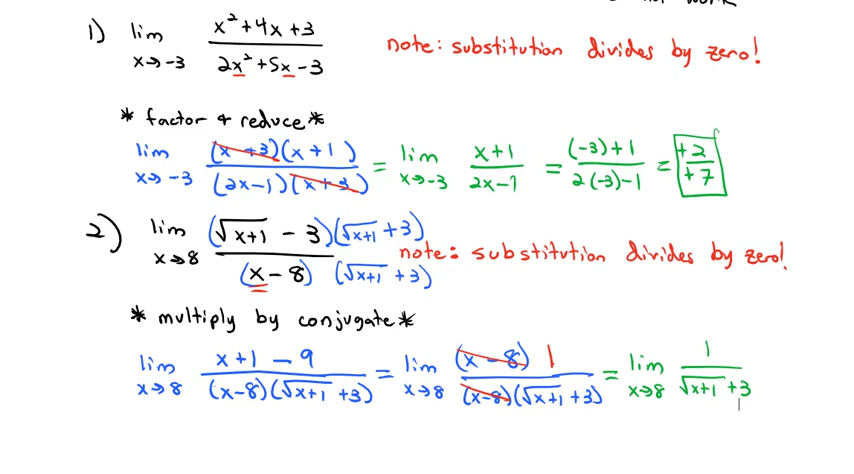 work
1) lim x→-3 (x² + 4x + 3) / (2x² + 5x - 3) note: substitution divides by zero!
* factor & reduce *
lim x→-3 (x+3)(x+1) / (2x-1)(x+3) = lim x→-3 (x+1) / (2x-1) = ((-3)+1) / (2(-3)-1) = +2 / +7
2) lim x→8 (√(x+1) - 3)(√(x+1) + 3) / (x-8)(√(x+1) + 3) note: substitution divides by zero!
* multiply by conjugate *
lim x→8 (x+1-9) / (x-8)(√(x+1) + 3) = lim x→8 (x-8) 1 / (x-8)(√(x+1) + 3) = lim x→8 1 / (√(x+1) + 3)